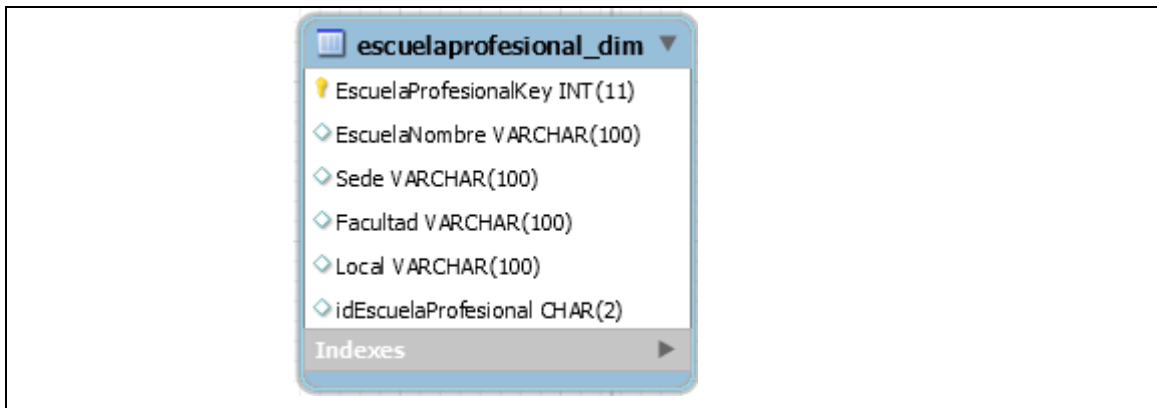 escuelaprofesional_dim
EscuelaProfesionalKey INT(11)
EscuelaNombre VARCHAR(100)
Sede VARCHAR(100)
Facultad VARCHAR(100)
Local VARCHAR(100)
idEscuelaProfesional CHAR(2)
Indexes